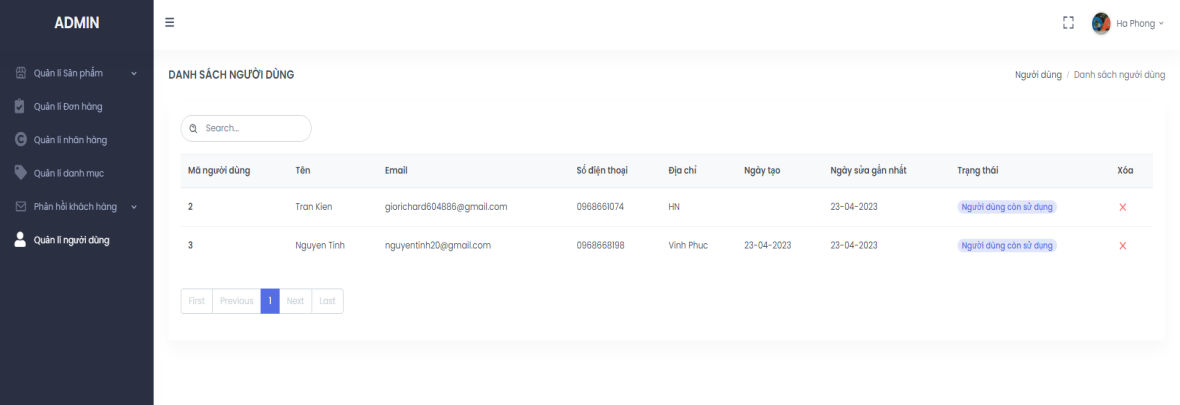 ADMIN
Ha Phong
Quản lí Sản phẩm
DANH SÁCH NGƯỜI DÙNG
Người dùng / Danh sách người dùng
Quản lí Đơn hàng
Quản lí nhãn hàng
Quản lí danh mục
Phản hồi khách hàng
Quản lí người dùng
Search...
Mã người dùng Tên Email Số điện thoại Địa chỉ Ngày tạo Ngày sửa gần nhất Trạng thái Xóa
2 Tran Kien giorichard604886@gmail.com 0968661074 HN 23-04-2023 Người dùng còn sử dụng X
3 Nguyen Tinh nguyentinh20@gmail.com 0968668198 Vinh Phuc 23-04-2023 23-04-2023 Người dùng còn sử dụng X
First Previous 1 Next Last